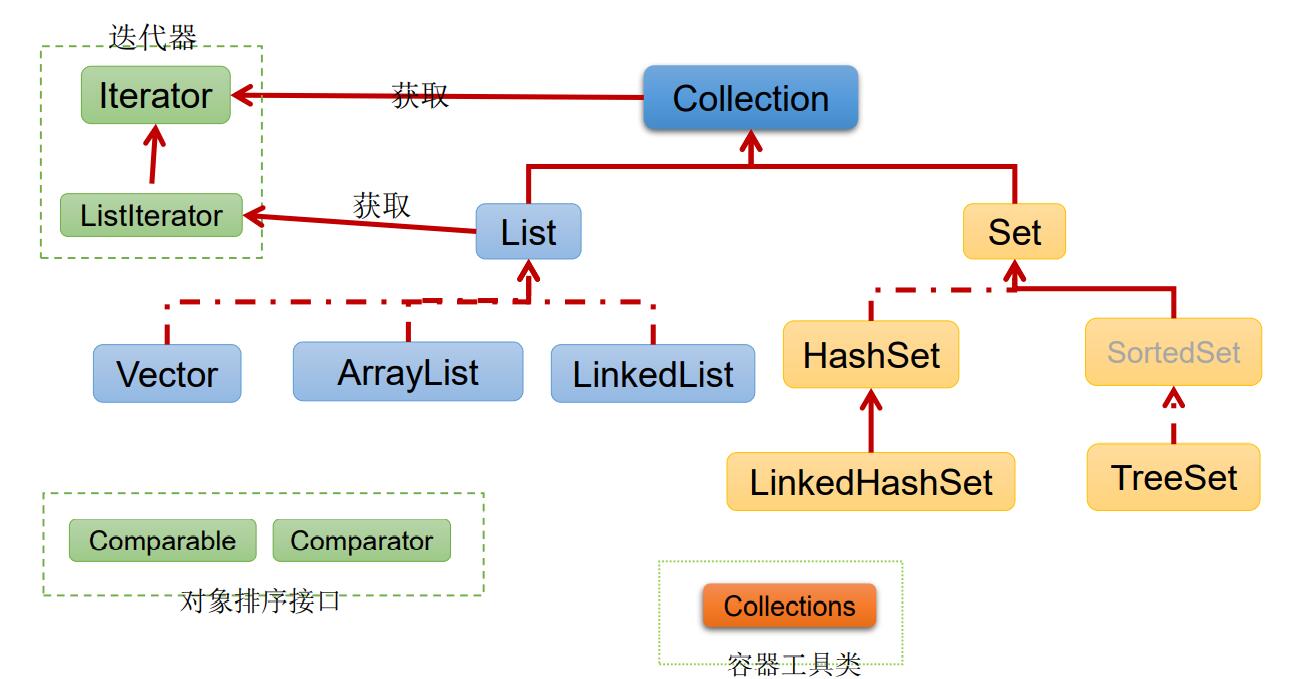 迭代器
Iterator
获取
Collection
ListIterator
获取
List
Set
Vector
ArrayList
LinkedList
HashSet
SortedSet
LinkedHashSet
TreeSet
Comparable
Comparator
对象排序接口
Collections
容器工具类